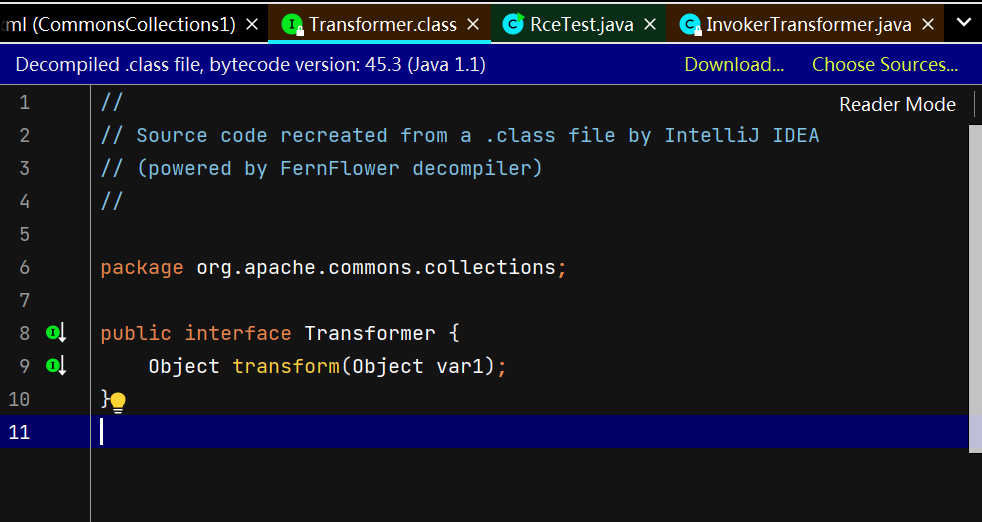 ml (CommonsCollections1) Transformer.class RceTest.java InvokerTransformer.java
Decompiled .class file, bytecode version: 45.3 (Java 1.1) Download... Choose Sources...
Reader Mode
1 //
2 // Source code recreated from a .class file by IntelliJ IDEA
3 // (powered by FernFlower decompiler)
4 //
5
6 package org.apache.commons.collections;
7
8 public interface Transformer {
9 Object transform(Object var1);
10 }
11